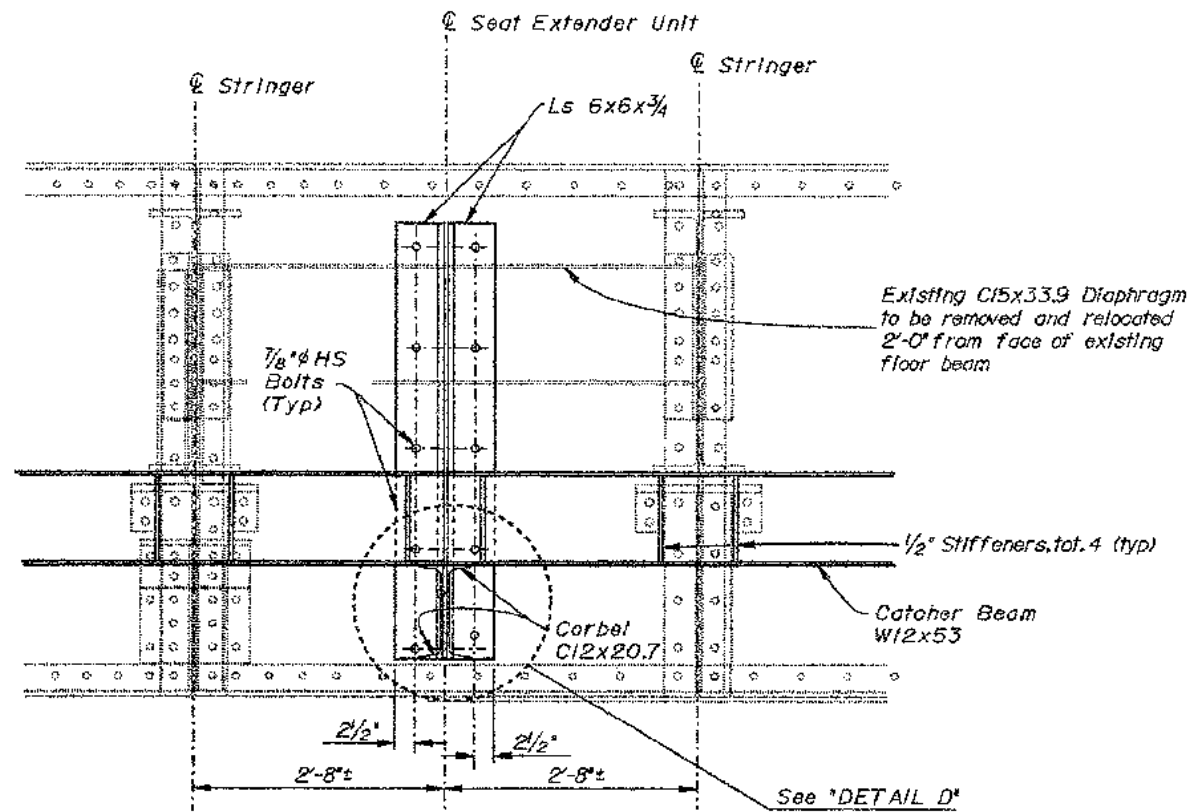 ℄ Seat Extender Unit
℄ Stringer
℄ Stringer
Ls 6x6x¾
Existing C15x33.9 Diaphragm
to be removed and relocated
2'-0" from face of existing
floor beam
⅞"ø HS
Bolts
(Typ)
½" Stiffeners, tot. 4 (typ)
Catcher Beam
W12x53
Corbel
C12x20.7
2½"
2½"
2'-8"±
2'-8"±
See "DETAIL D"